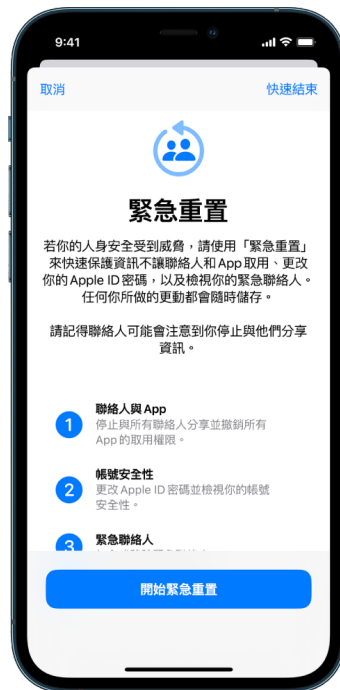 9:41
取消
快速結束
緊急重置
若你的人身安全受到威脅，請使用「緊急重置」
來快速保護資訊不讓聯絡人和 App 取用、更改
你的 Apple ID 密碼，以及檢視你的緊急聯絡人。
任何你所做的更動都會隨時儲存。
請記得聯絡人可能會注意到你停止與他們分享
資訊。
1
聯絡人與 App
停止與所有聯絡人分享並撤銷所有
App 的取用權限。
2
帳號安全性
更改 Apple ID 密碼並檢視你的帳號
安全性。
3
緊急聯絡人
開始緊急重置